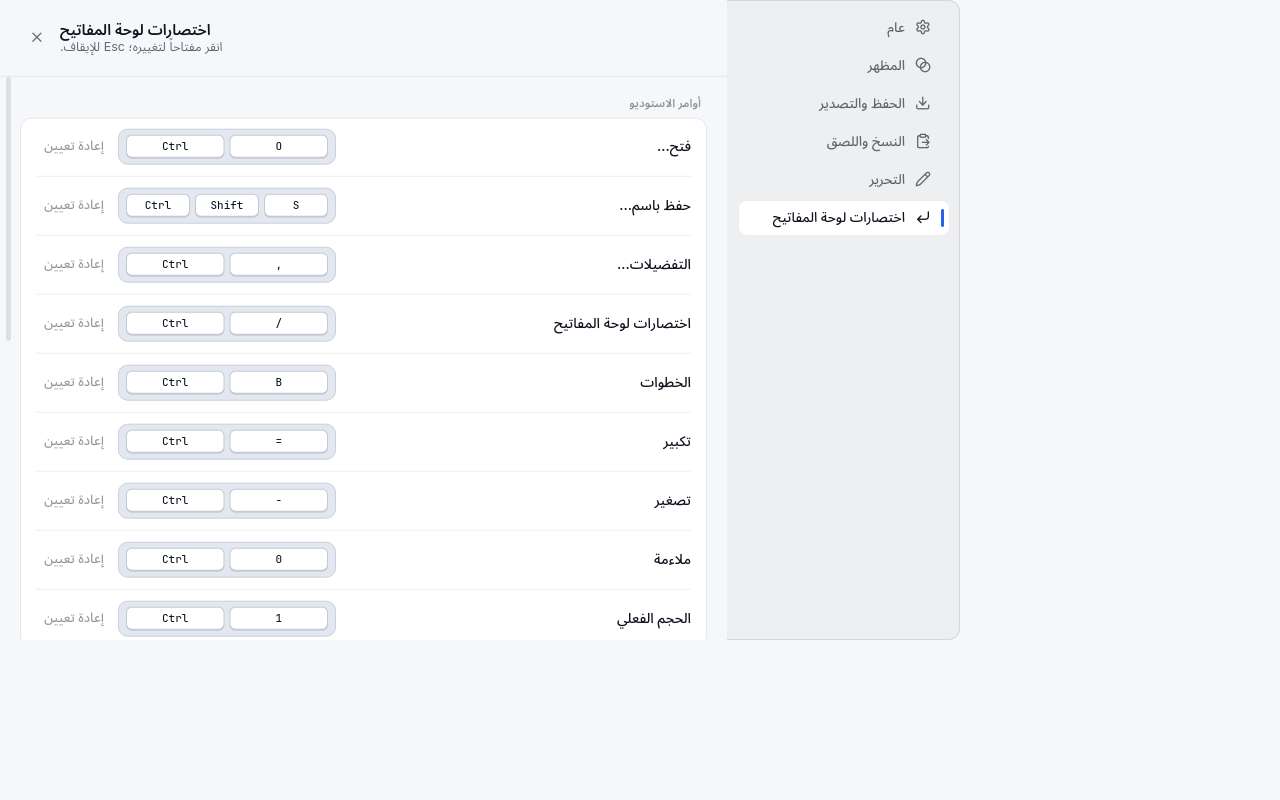 عام
المظهر
الحفظ والتصدير
النسخ واللصق
التحرير
اختصارات لوحة المفاتيح
اختصارات لوحة المفاتيح
انقر مفتاحاً لتغييره؛ Esc للإيقاف.
أوامر الاستوديو
فتح... Ctrl O إعادة تعيين
حفظ باسم... Ctrl Shift S إعادة تعيين
التفضيلات... Ctrl , إعادة تعيين
اختصارات لوحة المفاتيح Ctrl / إعادة تعيين
الخطوات Ctrl B إعادة تعيين
تكبير Ctrl = إعادة تعيين
تصغير Ctrl - إعادة تعيين
ملاءمة Ctrl 0 إعادة تعيين
الحجم الفعلي Ctrl 1 إعادة تعيين